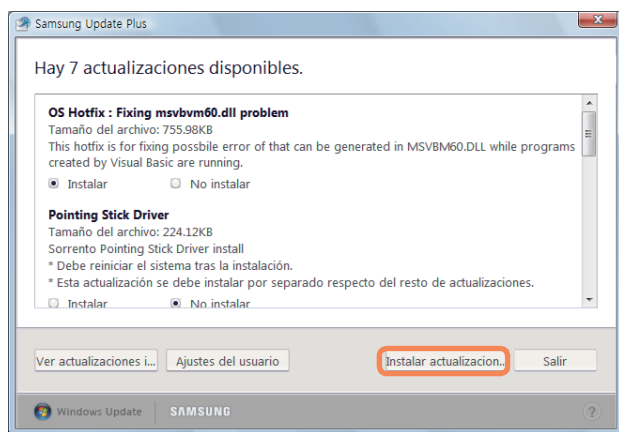 Samsung Update Plus
Hay 7 actualizaciones disponibles.
OS Hotfix : Fixing msvbvm60.dll problem
Tamaño del archivo: 755.98KB
This hotfix is for fixing possbile error of that can be generated in MSVBM60.DLL while programs
created by Visual Basic are running.
Instalar No instalar
Pointing Stick Driver
Tamaño del archivo: 224.12KB
Sorrento Pointing Stick Driver install
* Debe reiniciar el sistema tras la instalación.
* Esta actualización se debe instalar por separado respecto del resto de actualizaciones.
Instalar No instalar
Ver actualizaciones i... Ajustes del usuario Instalar actualizacion... Salir
Windows Update SAMSUNG ?